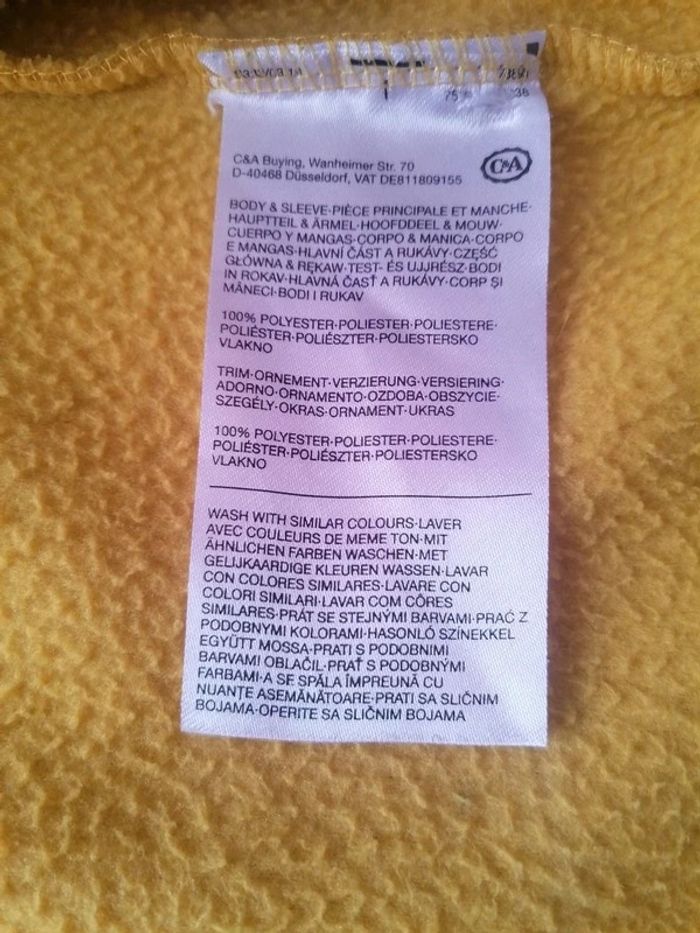 C&A Buying, Wanheimer Str. 70
D-40468 Düsseldorf, VAT DE811809155
C&A
BODY & SLEEVE·PIÈCE PRINCIPALE ET MANCHE·
HAUPTTEIL & ÄRMEL·HOOFDDEEL & MOUW·
CUERPO Y MANGAS·CORPO & MANICA·CORPO
E MANGAS·HLAVNÍ ČÁST A RUKÁVY·CZĘŚĆ
GŁÓWNA & RĘKAW·TEST- ÉS UJJRÉSZ·BODI
IN ROKAV·HLAVNÁ ČASŤ A RUKÁVY·CORP ȘI
MÂNECI·BODI I RUKAV
100% POLYESTER·POLIESTER·POLIESTERE·
POLIÉSTER·POLIÉSZTER·POLIESTERSKO
VLAKNO
TRIM·ORNEMENT·VERZIERUNG·VERSIERING·
ADORNO·ORNAMENTO·OZDOBA·OBSZYCIE·
SZEGÉLY·OKRAS·ORNAMENT·UKRAS
100% POLYESTER·POLIESTER·POLIESTERE·
POLIÉSTER·POLIÉSZTER·POLIESTERSKO
VLAKNO
WASH WITH SIMILAR COLOURS·LAVER
AVEC COULEURS DE MEME TON·MIT
ÄHNLICHEN FARBEN WASCHEN·MET
GELIJKAARDIGE KLEUREN WASSEN·LAVAR
CON COLORES SIMILARES·LAVARE CON
COLORI SIMILARI·LAVAR COM CÔRES
SIMILARES·PRÁT SE STEJNÝMI BARVAMI·PRAĆ Z
PODOBNYMI KOLORAMI·HASONLÓ SZÍNEKKEL
EGYÜTT MOSSA·PRATI S PODOBNIMI
BARVAMI OBLAČIL·PRAŤ S PODOBNÝMI
FARBAMI·A SE SPĂLA ÎMPREUNĂ CU
NUANȚE ASEMĂNĂTOARE·PRATI SA SLIČNIM
BOJAMA·OPERITE SA SLIČNIM BOJAMA